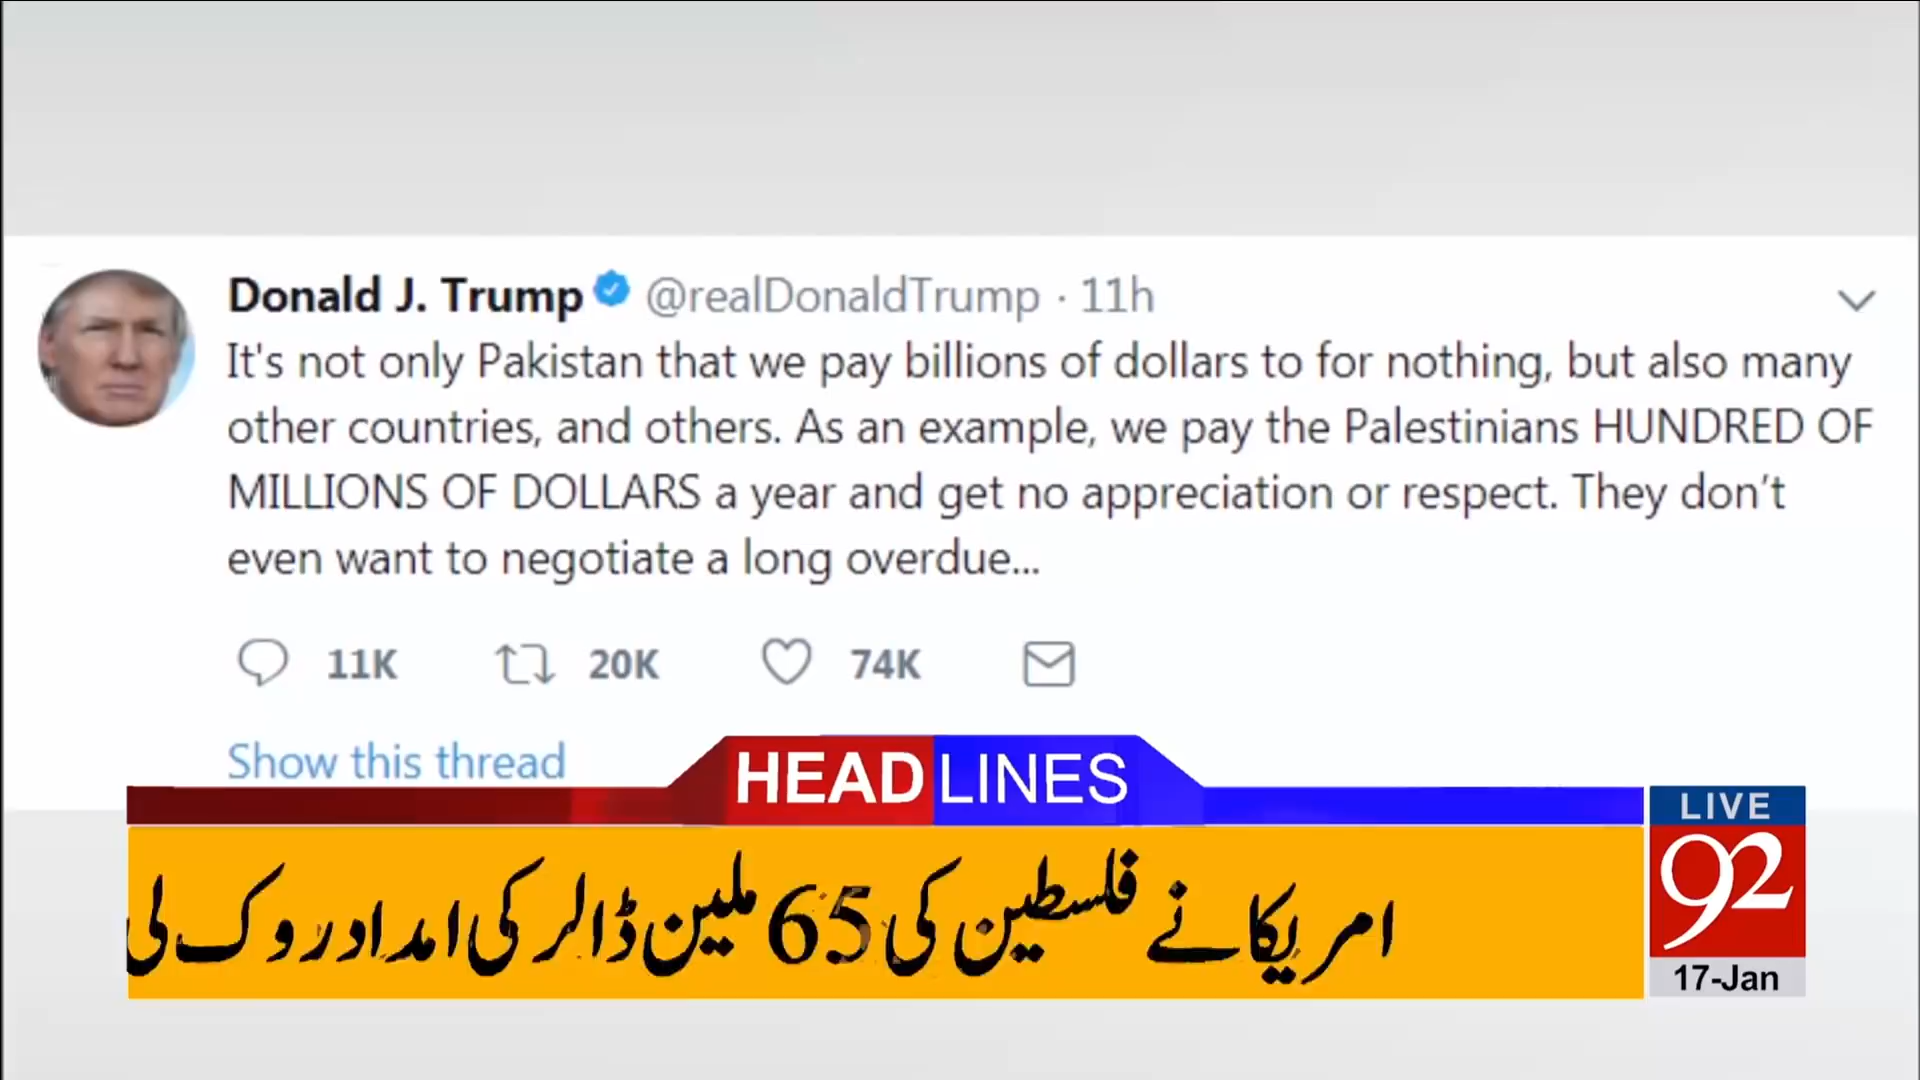 Donald J. Trump @realDonaldTrump · 11h
It's not only Pakistan that we pay billions of dollars to for nothing, but also many
other countries, and others. As an example, we pay the Palestinians HUNDRED OF
MILLIONS OF DOLLARS a year and get no appreciation or respect. They don’t
even want to negotiate a long overdue...
11K 20K 74K
Show this thread
HEADLINES
امریکا نے فلسطین کی 65 ملین ڈالر کی امداد روک لی
LIVE
92
17-Jan